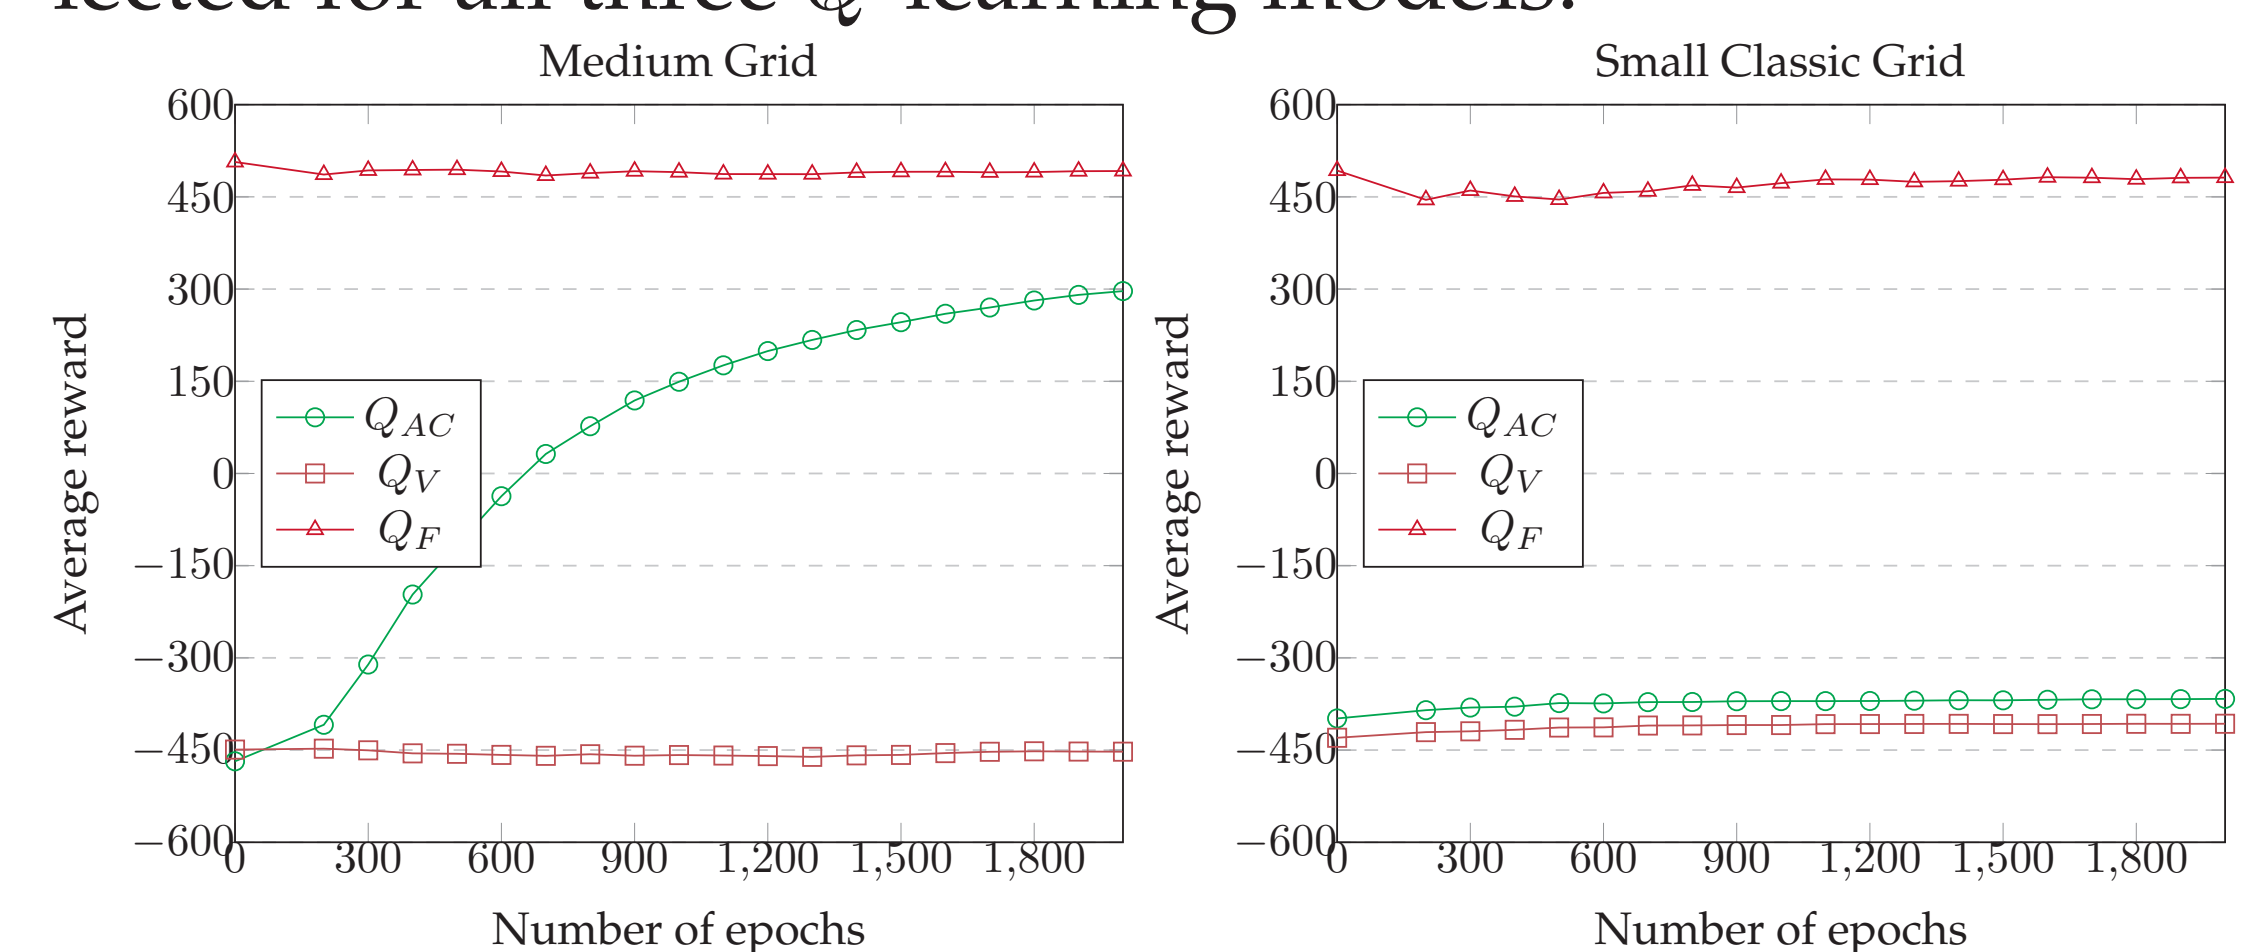 three Q-learning models.
Medium Grid
600
450
300
150
0
−150
−300
−450
−600
Average reward
Q_AC
Q_V
Q_F
0 300 600 900 1,200 1,500 1,800
Number of epochs
Small Classic Grid
600
450
300
150
0
−150
−300
−450
−600
Average reward
Q_AC
Q_V
Q_F
0 300 600 900 1,200 1,500 1,800
Number of epochs